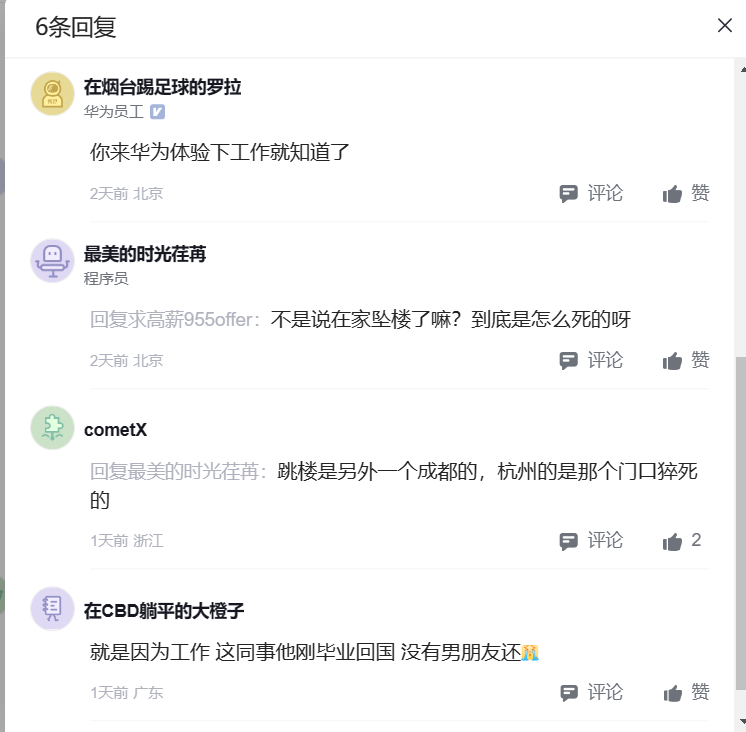 6条回复
在烟台踢足球的罗拉
华为员工
你来华为体验下工作就知道了
2天前 北京 评论 赞
最美的时光荏苒
程序员
回复求高薪955offer：不是说在家坠楼了嘛？到底是怎么死的呀
2天前 北京 评论 赞
cometX
回复最美的时光荏苒：跳楼是另外一个成都的，杭州的是那个门口猝死
的
1天前 浙江 评论 2
在CBD躺平的大橙子
就是因为工作 这同事他刚毕业回国 没有男朋友还
1天前 广东 评论 赞